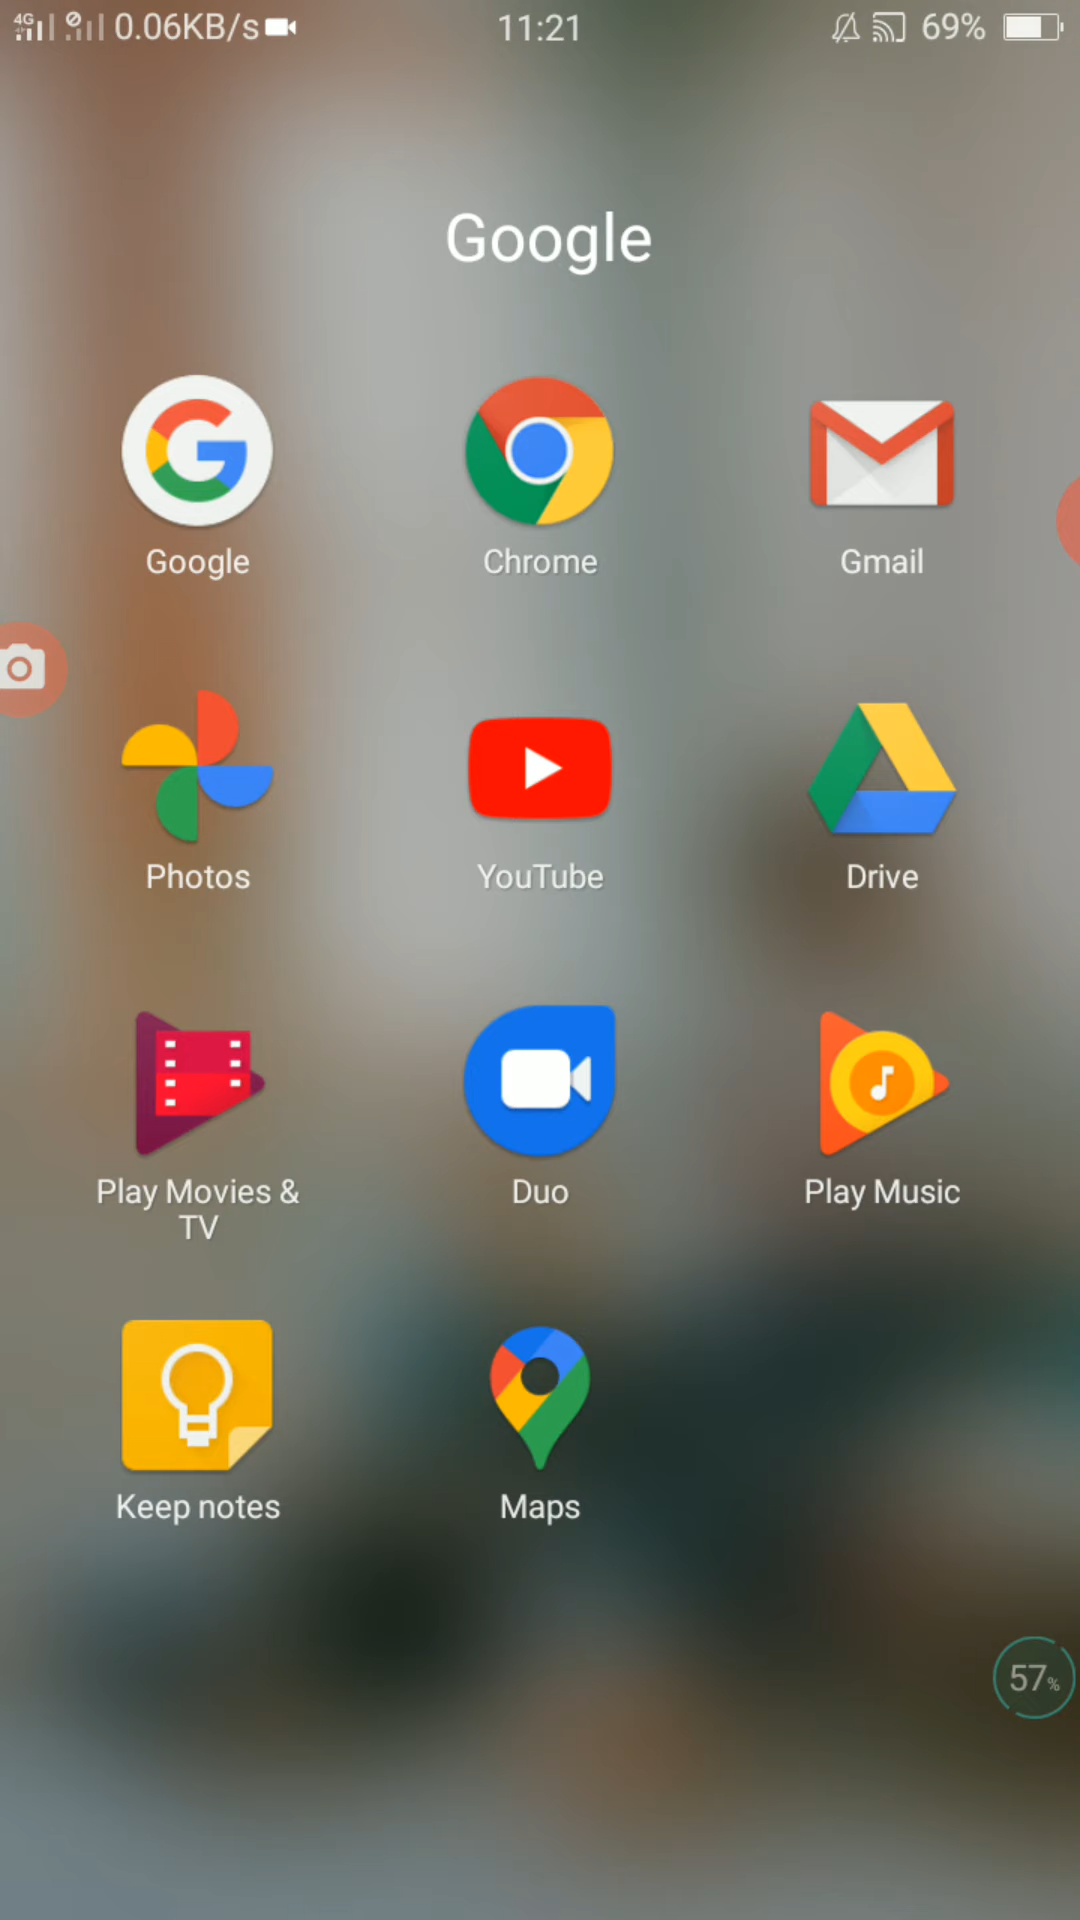 4G 0.06KB/s 11:21 69%
Google
Google Chrome Gmail
Photos YouTube Drive
Play Movies & Duo Play Music
TV
Keep notes Maps
57%